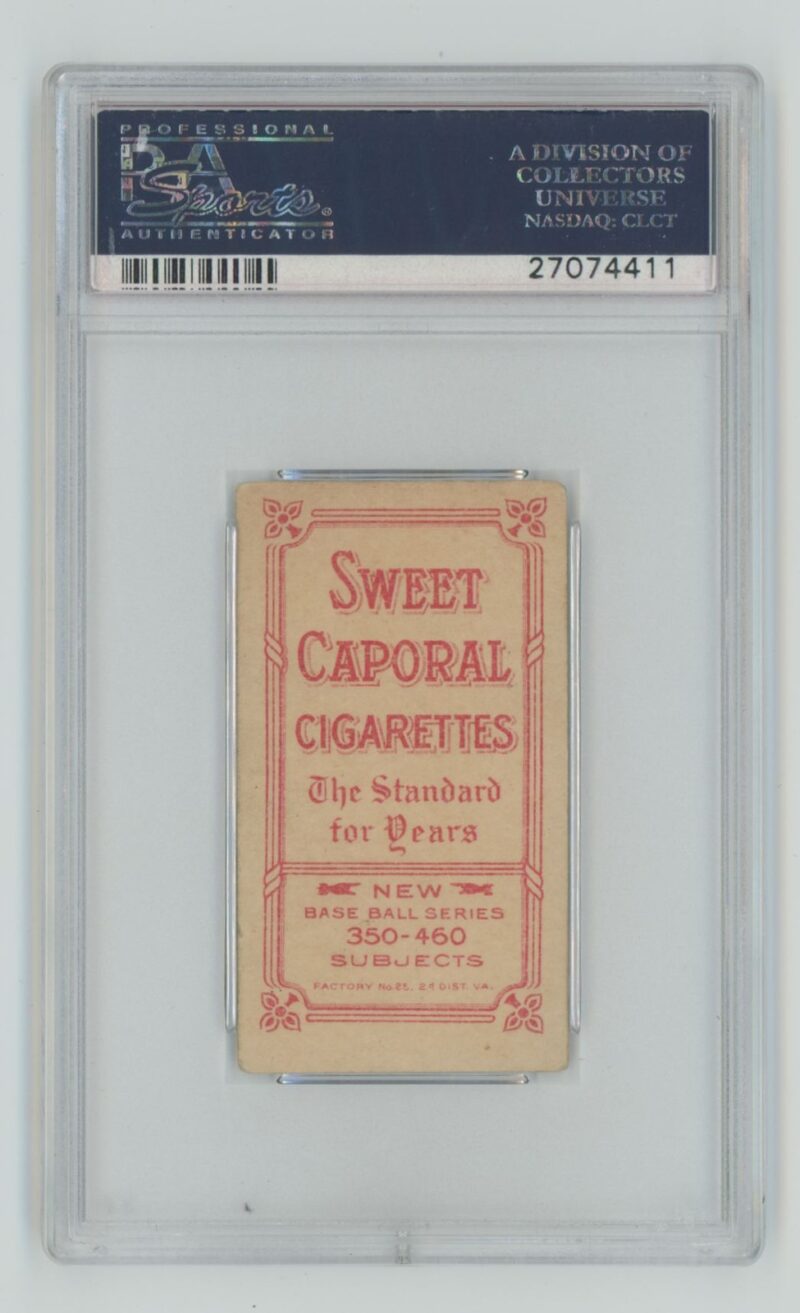 PROFESSIONAL
PSA
Sports®
AUTHENTICATOR
A DIVISION OF
COLLECTORS
UNIVERSE
NASDAQ: CLCT
27074411
SWEET
CAPORAL
CIGARETTES
The Standard
for Years
NEW
BASE BALL SERIES
350-460
SUBJECTS
FACTORY No. 25, 2d DIST. VA.